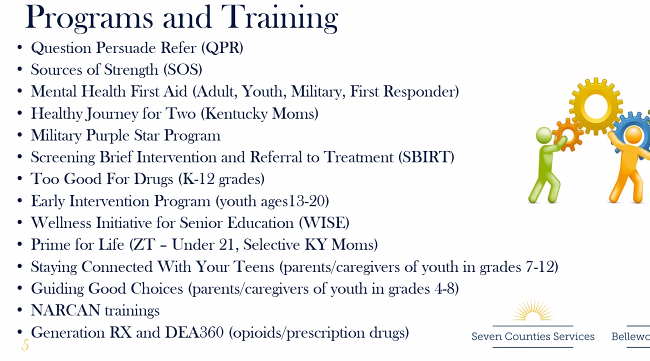 Programs and Training
• Question Persuade Refer (QPR)
• Sources of Strength (SOS)
• Mental Health First Aid (Adult, Youth, Military, First Responder)
• Healthy Journey for Two (Kentucky Moms)
• Military Purple Star Program
• Screening Brief Intervention and Referral to Treatment (SBIRT)
• Too Good For Drugs (K-12 grades)
• Early Intervention Program (youth ages13-20)
• Wellness Initiative for Senior Education (WISE)
• Prime for Life (ZT – Under 21, Selective KY Moms)
• Staying Connected With Your Teens (parents/caregivers of youth in grades 7-12)
• Guiding Good Choices (parents/caregivers of youth in grades 4-8)
• NARCAN trainings
• Generation RX and DEA360 (opioids/prescription drugs)
5
Seven Counties Services